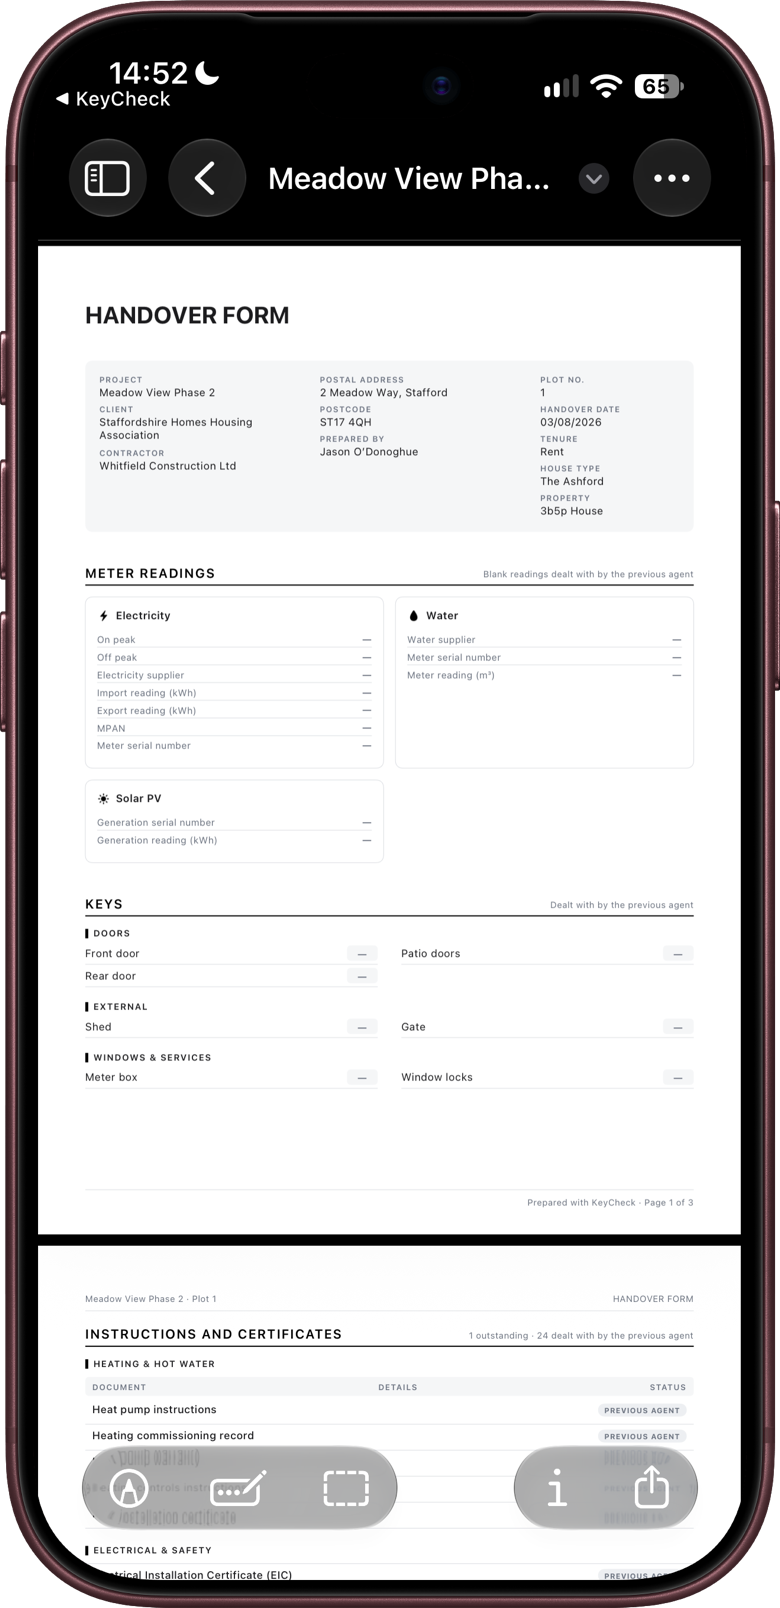 14:52
65
◀ KeyCheck
Meadow View Pha...
HANDOVER FORM
PROJECT
Meadow View Phase 2
CLIENT
Staffordshire Homes Housing
Association
CONTRACTOR
Whitfield Construction Ltd
POSTAL ADDRESS
2 Meadow Way, Stafford
POSTCODE
ST17 4QH
PREPARED BY
Jason O'Donoghue
PLOT NO.
1
HANDOVER DATE
03/08/2026
TENURE
Rent
HOUSE TYPE
The Ashford
PROPERTY
3b5p House
METER READINGS
Blank readings dealt with by the previous agent
Electricity
On peak —
Off peak —
Electricity supplier —
Import reading (kWh) —
Export reading (kWh) —
MPAN —
Meter serial number —
Water
Water supplier —
Meter serial number —
Meter reading (m³) —
Solar PV
Generation serial number —
Generation reading (kWh) —
KEYS
Dealt with by the previous agent
DOORS
Front door —
Patio doors —
Rear door —
EXTERNAL
Shed —
Gate —
WINDOWS & SERVICES
Meter box —
Window locks —
Prepared with KeyCheck · Page 1 of 3
Meadow View Phase 2 · Plot 1
HANDOVER FORM
INSTRUCTIONS AND CERTIFICATES
1 outstanding · 24 dealt with by the previous agent
HEATING & HOT WATER
DOCUMENT DETAILS STATUS
Heat pump instructions PREVIOUS AGENT
Heating commissioning record PREVIOUS AGENT
ELECTRICAL & SAFETY
Installation Certificate (EIC) PREVIOUS